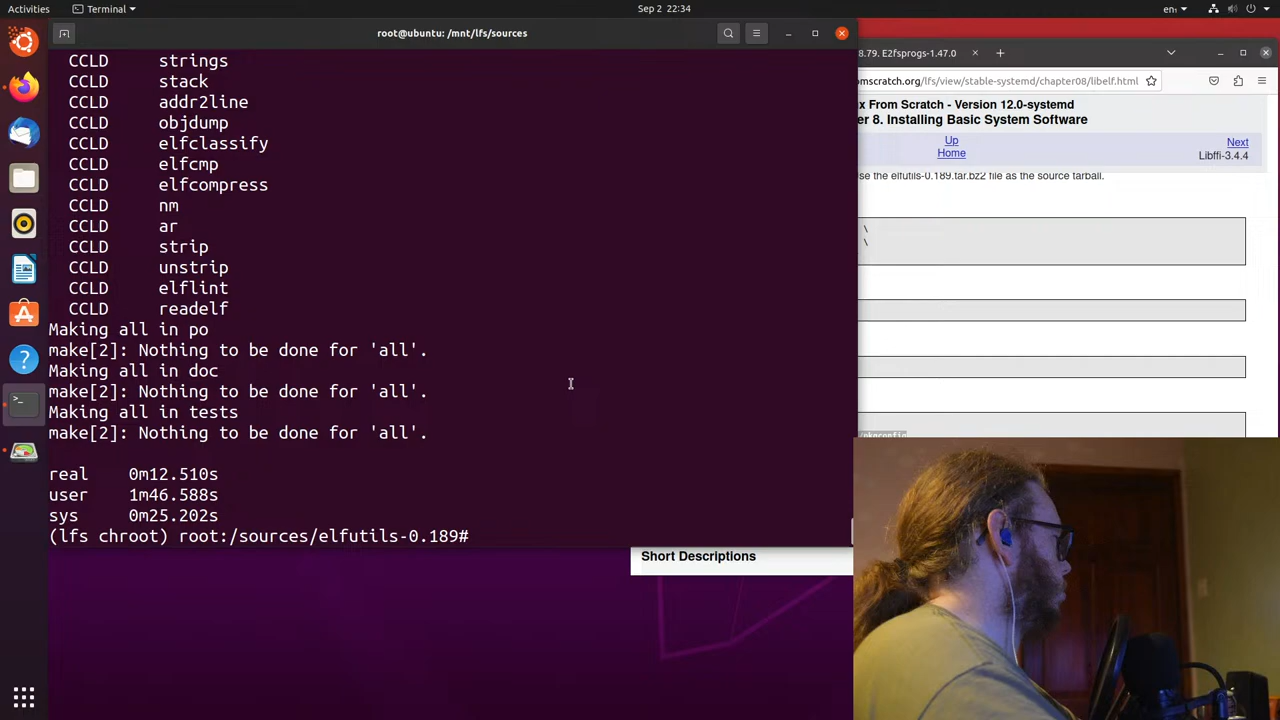 Activities
Terminal
Sep 2 22:34
en
root@ubuntu: /mnt/lfs/sources
CCLD strings
CCLD stack
CCLD addr2line
CCLD objdump
CCLD elfclassify
CCLD elfcmp
CCLD elfcompress
CCLD nm
CCLD ar
CCLD strip
CCLD unstrip
CCLD elflint
CCLD readelf
Making all in po
make[2]: Nothing to be done for 'all'.
Making all in doc
make[2]: Nothing to be done for 'all'.
Making all in tests
make[2]: Nothing to be done for 'all'.
real 0m12.510s
user 1m46.588s
sys 0m25.202s
(lfs chroot) root:/sources/elfutils-0.189#
8.79. E2fsprogs-1.47.0
omscratch.org/lfs/view/stable-systemd/chapter08/libelf.html
x From Scratch - Version 12.0-systemd
er 8. Installing Basic System Software
Up
Home
Next
Libffi-3.4.4
se the elfutils-0.189.tar.bz2 file as the source tarball.
\
\
/pkgconfig
Short Descriptions